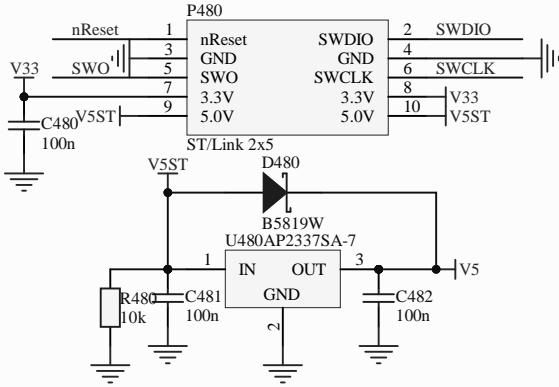 P480
nReset 1 nReset SWDIO 2 SWDIO
3 GND GND 4
SWO 5 SWO SWCLK 6 SWCLK
V33 7 3.3V 3.3V 8 V33
V5ST 9 5.0V 5.0V 10 V5ST
C480
100n
ST/Link 2x5
V5ST
D480
B5819W
U480AP2337SA-7
1 IN OUT 3 V5
GND
2
R480
10k
C481
100n
C482
100n